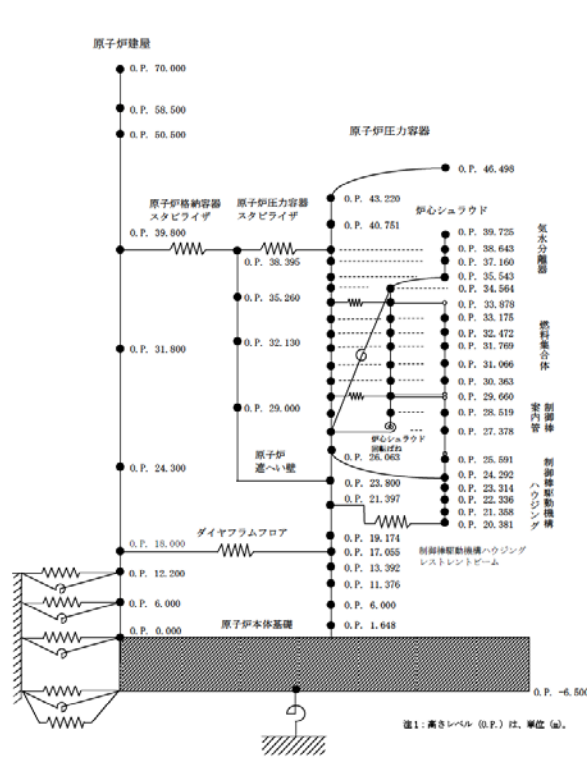 原子炉建屋
O.P. 70.000
O.P. 58.500
O.P. 50.500
原子炉圧力容器
O.P. 46.498
原子炉格納容器
スタビライザ
原子炉圧力容器
スタビライザ
O.P. 43.220
O.P. 40.751
炉心シュラウド
O.P. 39.800
O.P. 38.395
O.P. 35.260
O.P. 32.130
O.P. 31.800
O.P. 29.000
O.P. 39.725
O.P. 38.643
O.P. 37.160
O.P. 35.543
O.P. 34.564
O.P. 33.878
O.P. 33.175
O.P. 32.472
O.P. 31.769
O.P. 31.066
O.P. 30.363
O.P. 29.660
O.P. 28.519
O.P. 27.378
O.P. 25.591
O.P. 24.292
O.P. 23.314
O.P. 22.336
O.P. 21.358
O.P. 20.381
気水分離器
燃料集合体
制御棒
案内管
制御棒駆動機構
ハウジング
炉心シュラウド
回転ばね
O.P. 26.063
原子炉
遮へい壁
O.P. 24.300
O.P. 23.800
O.P. 21.397
ダイヤフラムフロア
O.P. 19.174
O.P. 18.000
O.P. 17.055
制御棒駆動機構ハウジング
レストレントビーム
O.P. 13.392
O.P. 12.200
O.P. 11.376
O.P. 6.000
O.P. 6.000
O.P. 0.000
原子炉本体基礎
O.P. 1.648
O.P. -6.500
注1:高さレベル (O.P.) は、単位 (m)。